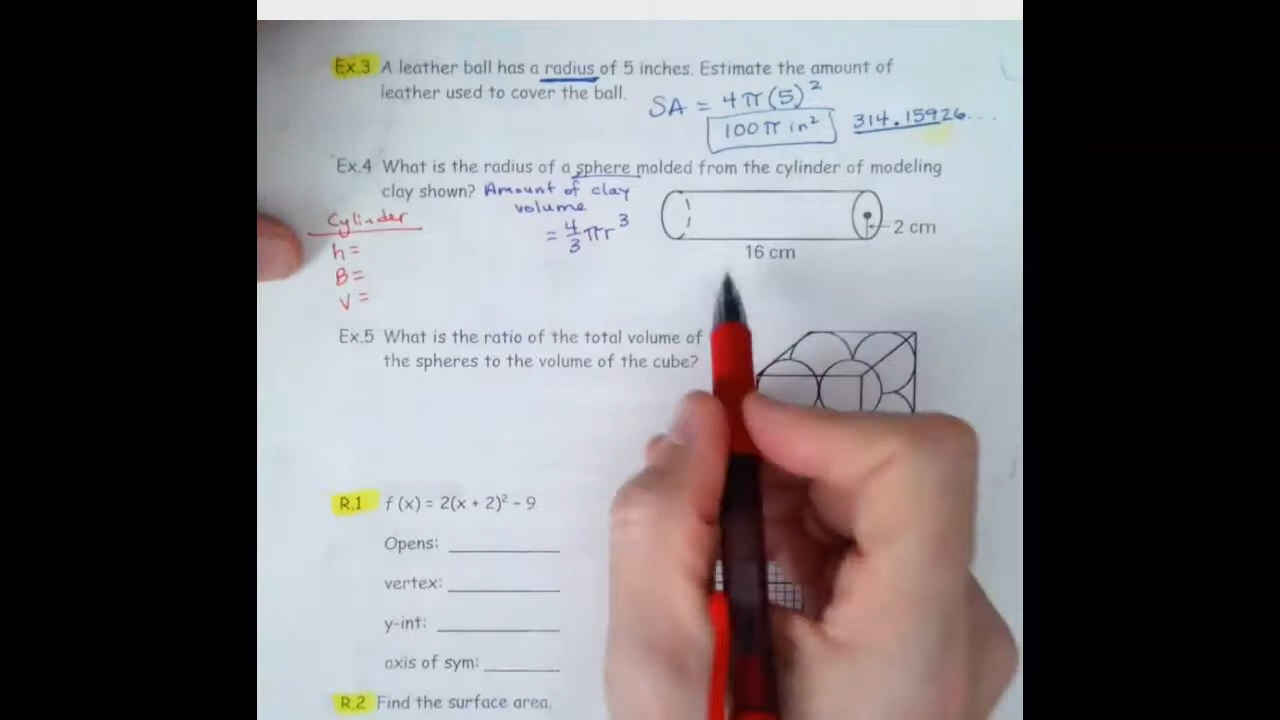 Ex.3 A leather ball has a radius of 5 inches. Estimate the amount of
leather used to cover the ball.
SA = 4π(5)²
100π in² 314.15926...
Ex.4 What is the radius of a sphere molded from the cylinder of modeling
clay shown? Amount of clay
volume
= 4/3 πr³
Cylinder
h =
B =
V =
2 cm
16 cm
Ex.5 What is the ratio of the total volume of
the spheres to the volume of the cube?
R.1 f (x) = 2(x + 2)² - 9
Opens: __________
vertex: __________
y-int: __________
axis of sym: _______
R.2 Find the surface area.